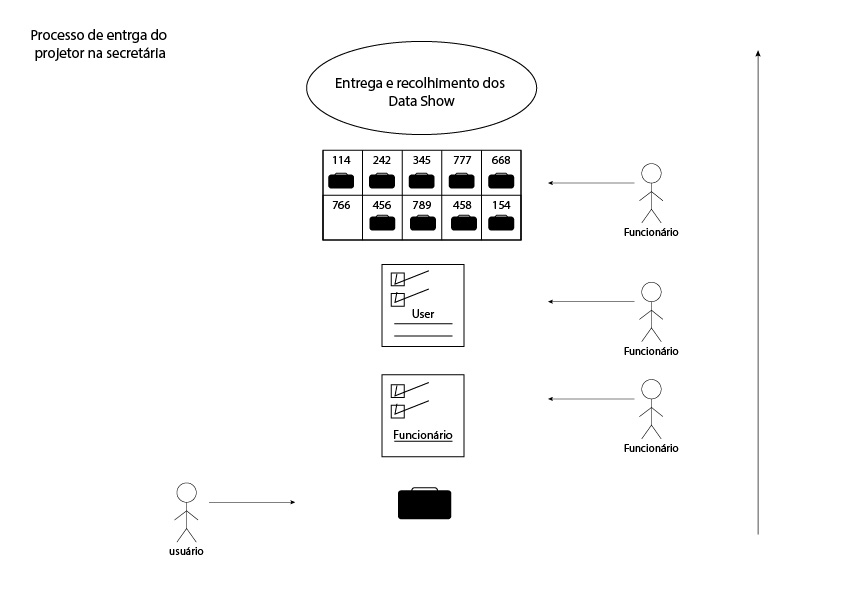 Processo de entrga do
projetor na secretária
Entrega e recolhimento dos
Data Show
114 242 345 777 668
766 456 789 458 154
Funcionário
User
Funcionário
Funcionário
Funcionário
usuário